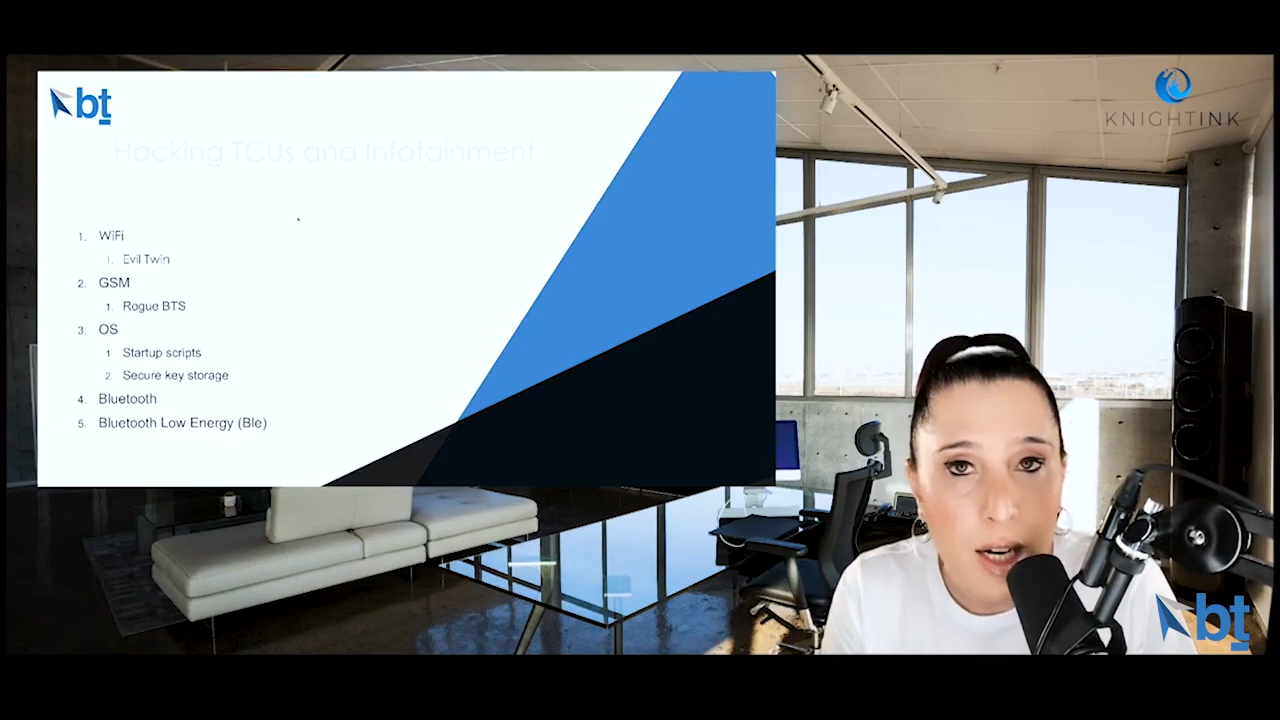 bt
KNIGHTINK
Hacking TCUs and Infotainment
1. WiFi
1. Evil Twin
2. GSM
1. Rogue BTS
3. OS
1. Startup scripts
2. Secure key storage
4. Bluetooth
5. Bluetooth Low Energy (Ble)
bt